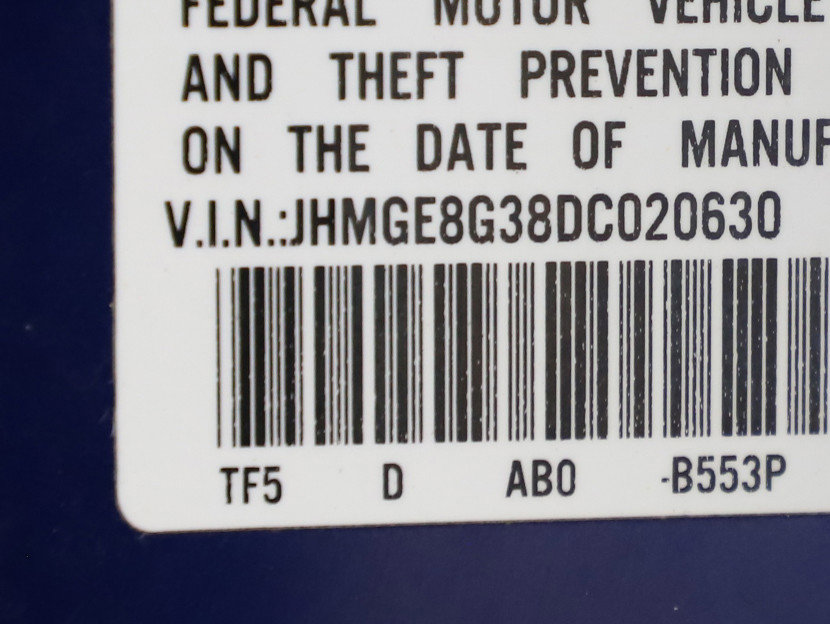 FEDERAL MOTOR VEHICLE
AND THEFT PREVENTION
ON THE DATE OF MANUF
V.I.N.:JHMGE8G38DC020630
TF5 D AB0 -B553P